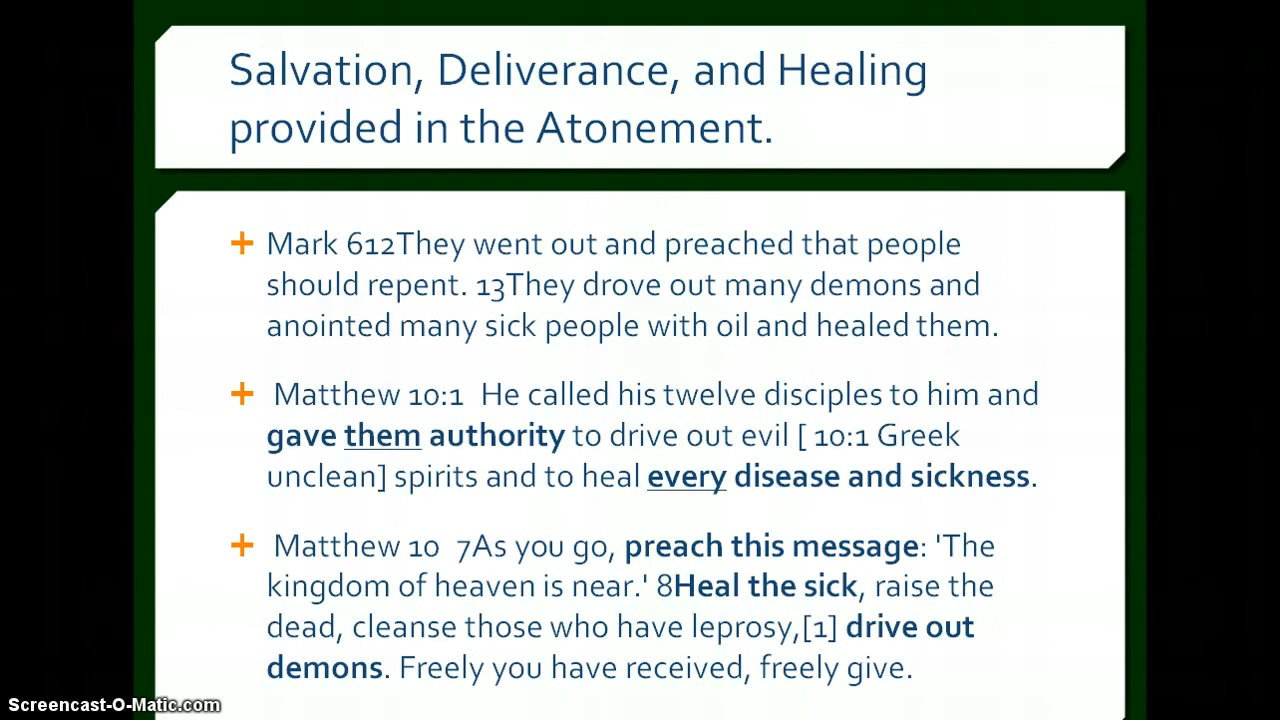 Salvation, Deliverance, and Healing
provided in the Atonement.
Mark 612They went out and preached that people
should repent. 13They drove out many demons and
anointed many sick people with oil and healed them.
Matthew 10:1 He called his twelve disciples to him and
gave them authority to drive out evil [ 10:1 Greek
unclean] spirits and to heal every disease and sickness.
Matthew 10 7As you go, preach this message: 'The
kingdom of heaven is near.' 8Heal the sick, raise the
dead, cleanse those who have leprosy,[1] drive out
demons. Freely you have received, freely give.
Screencast-O-Matic.com